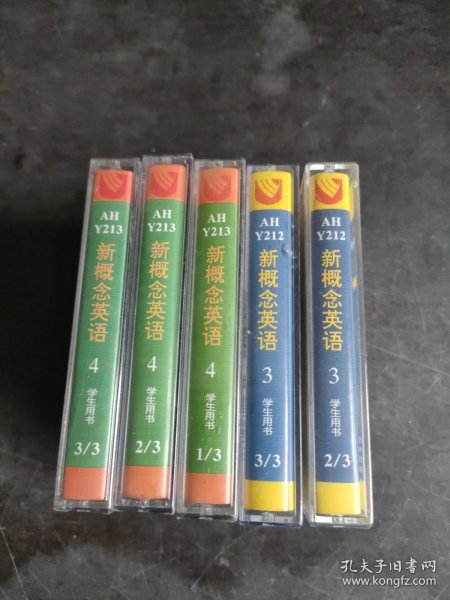 AH
Y213
新概念英语
4
学生用书
3/3
AH
Y213
新概念英语
4
学生用书
2/3
AH
Y213
新概念英语
4
学生用书
1/3
AH
Y212
新概念英语
3
学生用书
3/3
AH
Y212
新概念英语
3
学生用书
2/3
孔夫子旧书网
www.kongfz.com